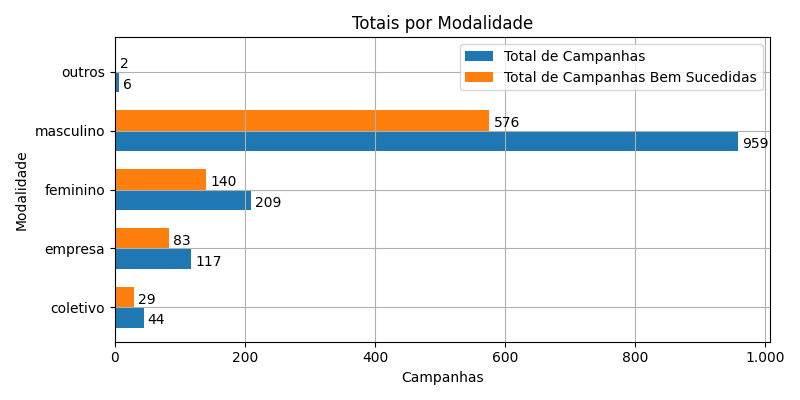 Totais por Modalidade
Total de Campanhas
Total de Campanhas Bem Sucedidas
Modalidade
outros
2
6
masculino
576
959
feminino
140
209
empresa
83
117
coletivo
29
44
0 200 400 600 800 1.000
Campanhas